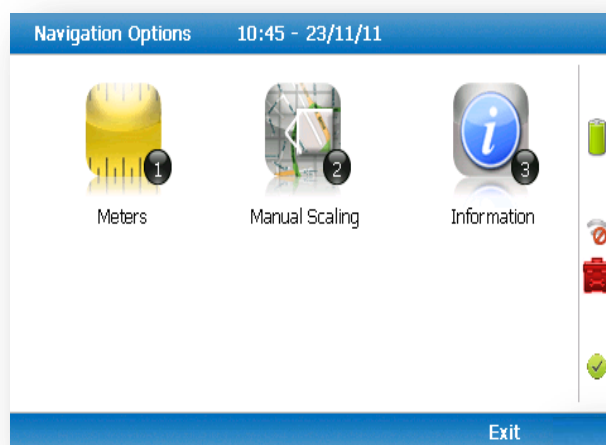 Navigation Options 10:45 - 23/11/11
1 2 3
Meters Manual Scaling Information
Exit